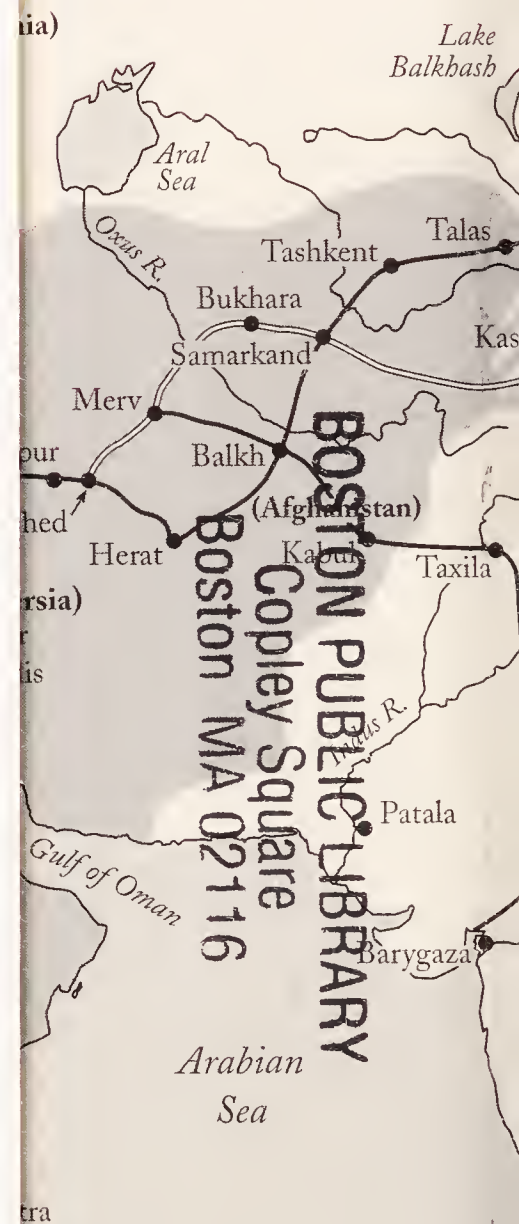 ia)
Lake
Balkhash
Aral
Sea
Oxus R.
Tashkent
Talas
Bukhara
Samarkand
Kas
Merv
pur
Balkh
hed
(Afghanistan)
Herat
Kabul
Taxila
rsia)
r
lis
Indus R.
Patala
Gulf of Oman
Barygaza
Arabian
Sea
tra
BOSTON PUBLIC LIBRARY
Copley Square
Boston MA 02116